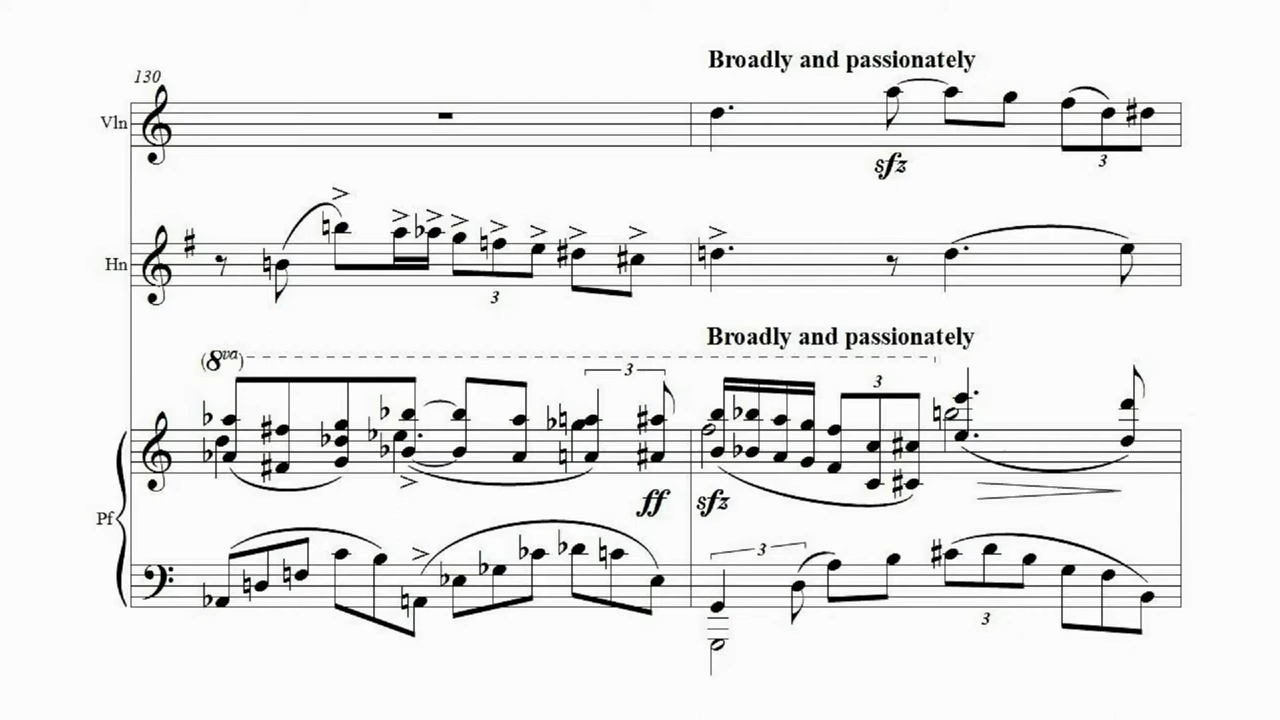 Broadly and passionately
130
Vln
3
sfz
Hn
3
Broadly and passionately
(8va)
3
3
Pf
ff
sfz
3
3